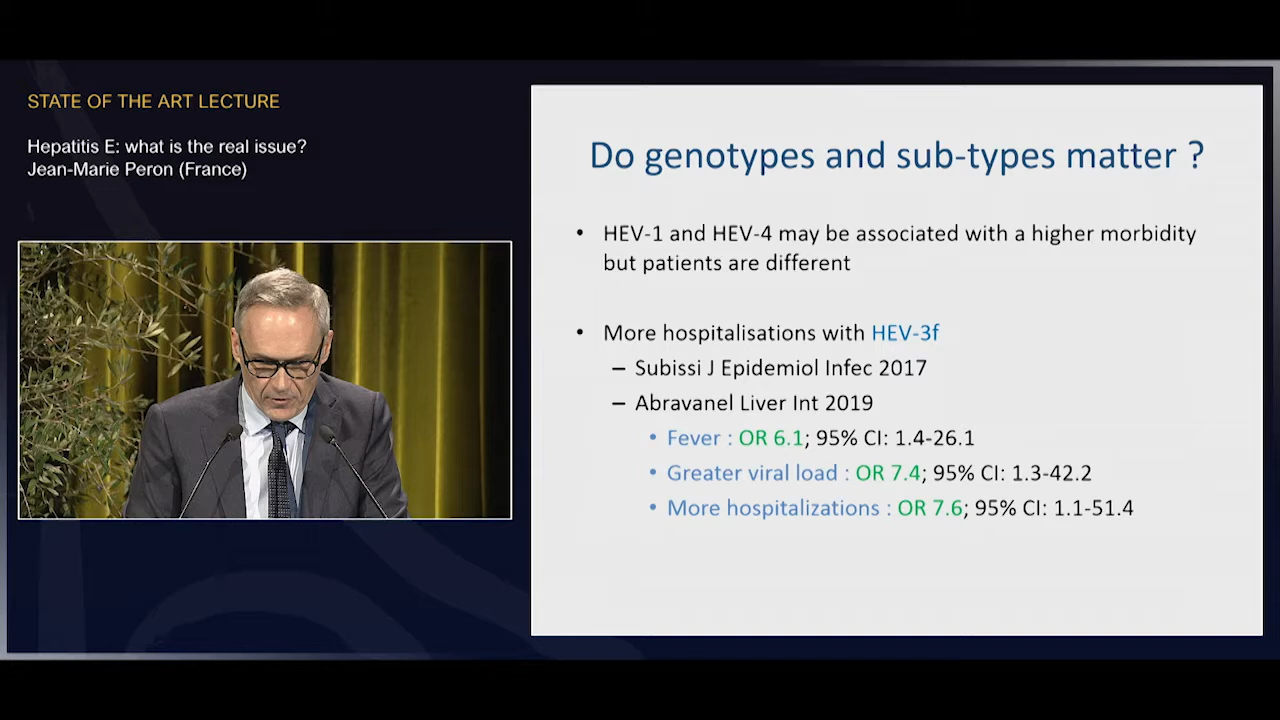 STATE OF THE ART LECTURE
Hepatitis E: what is the real issue?
Jean-Marie Peron (France)
Do genotypes and sub-types matter ?
• HEV-1 and HEV-4 may be associated with a higher morbidity
but patients are different
• More hospitalisations with HEV-3f
– Subissi J Epidemiol Infec 2017
– Abravanel Liver Int 2019
• Fever : OR 6.1; 95% CI: 1.4-26.1
• Greater viral load : OR 7.4; 95% CI: 1.3-42.2
• More hospitalizations : OR 7.6; 95% CI: 1.1-51.4